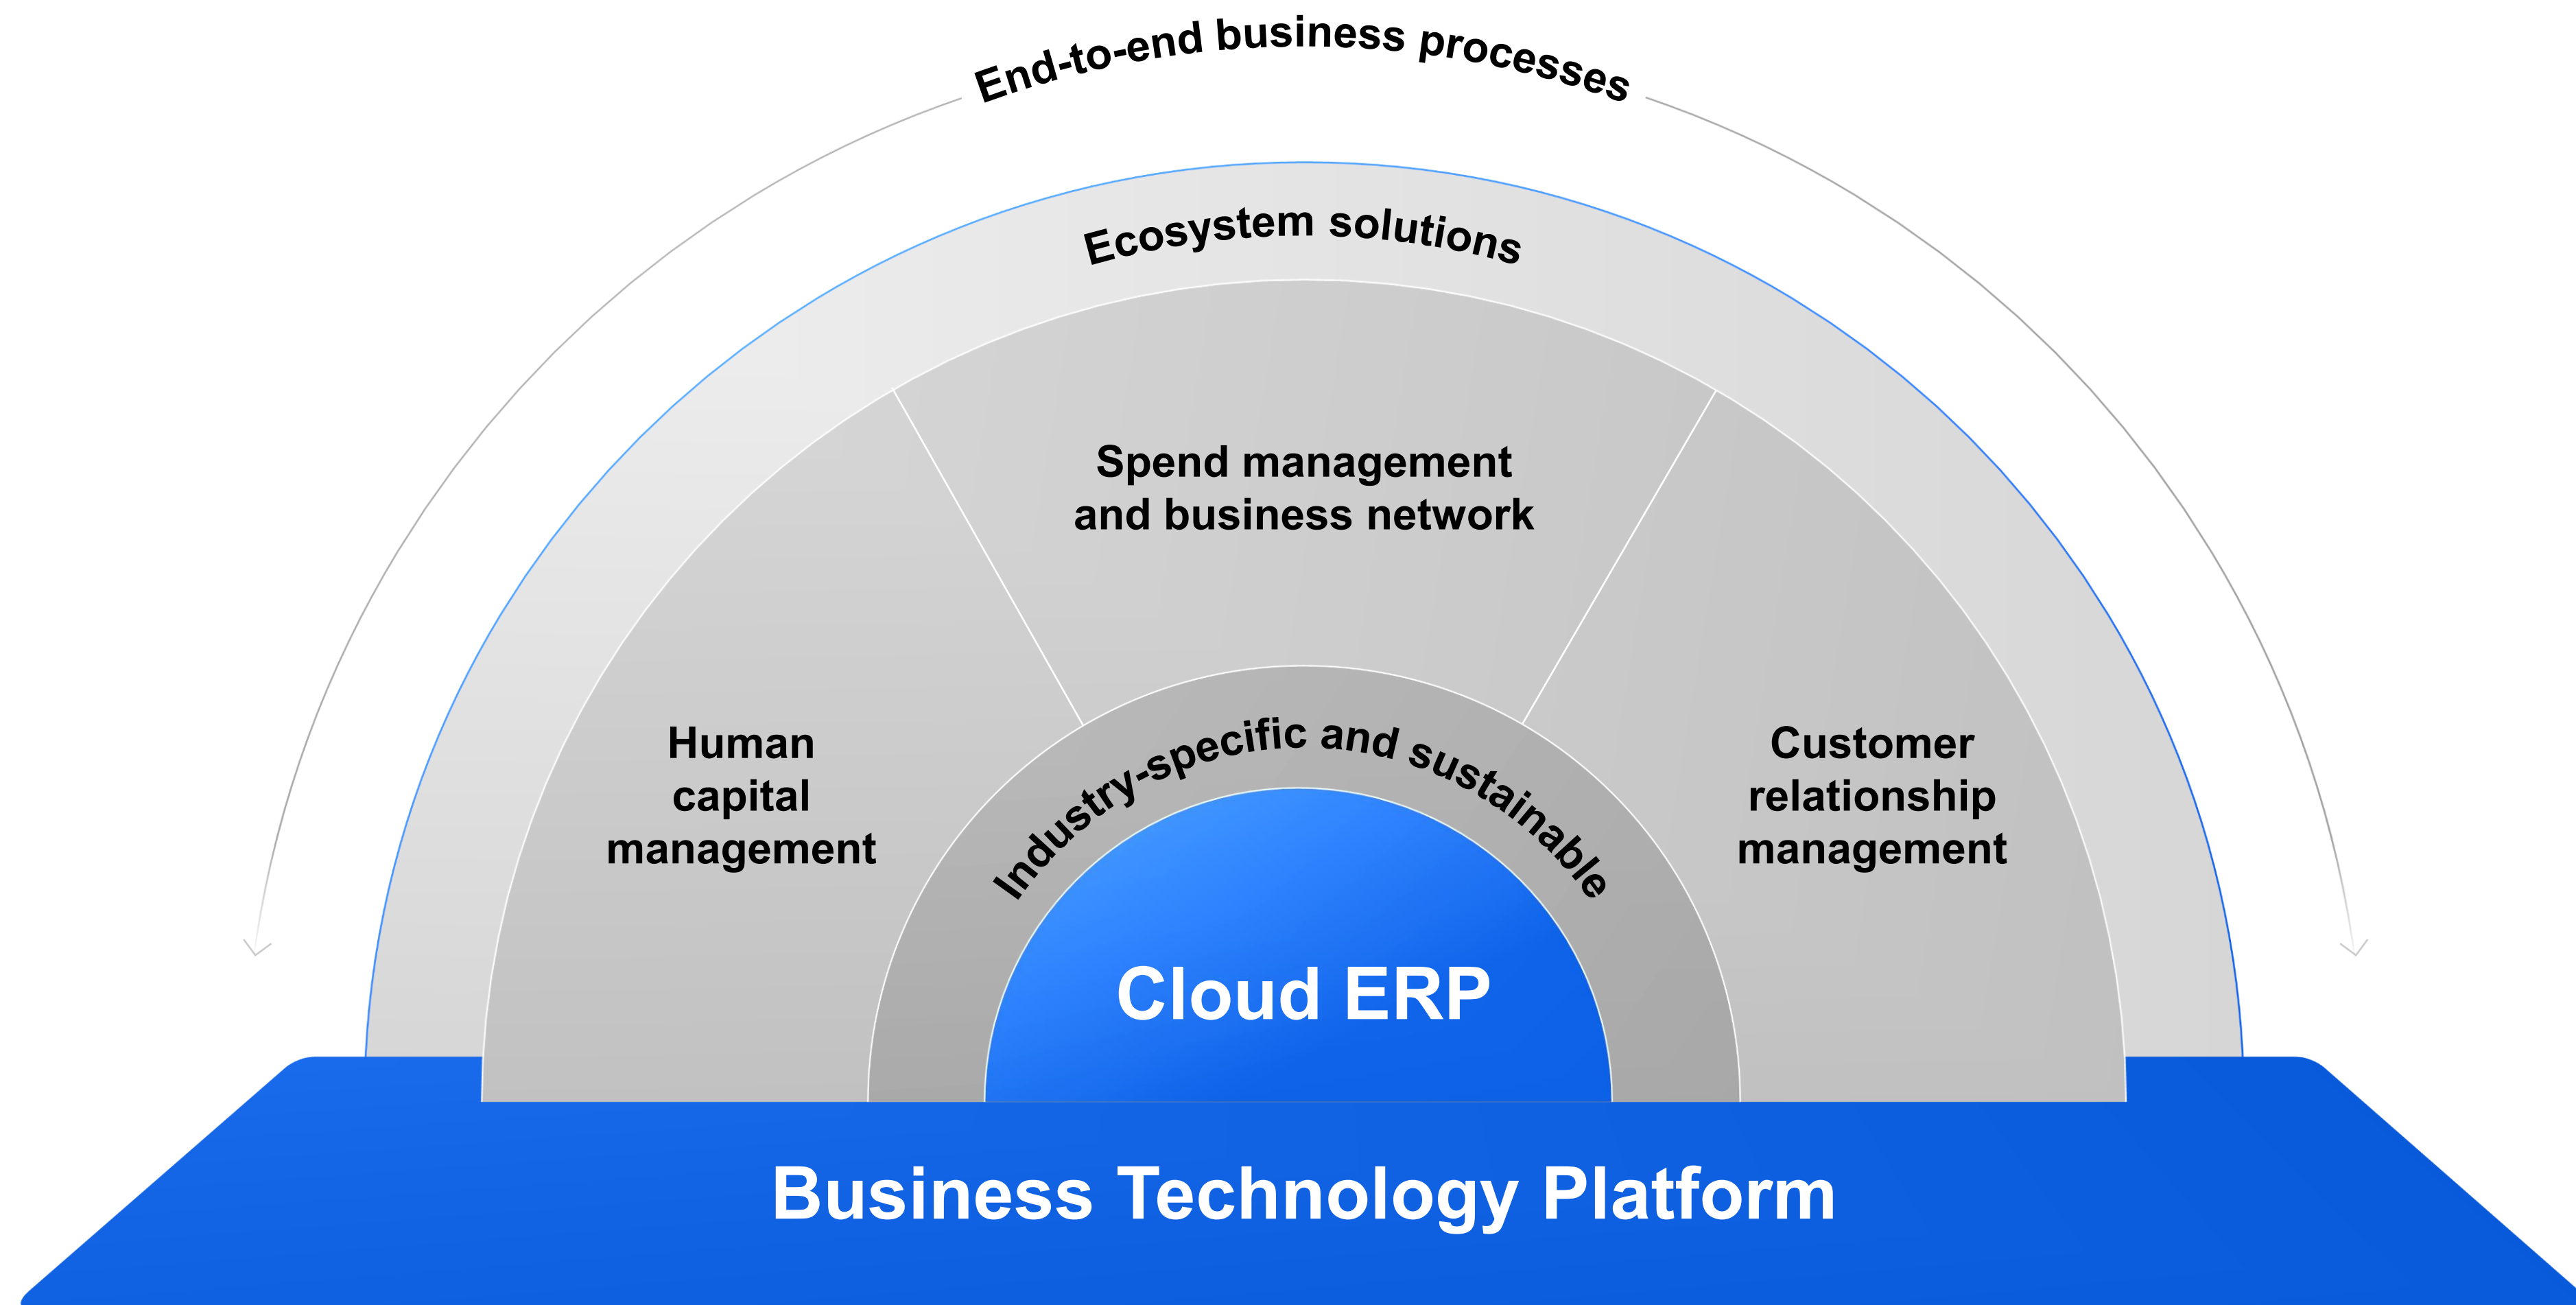 End-to-end business processes
Ecosystem solutions
Spend management
and business network
Human
capital
management
Customer
relationship
management
Industry-specific and sustainable
Cloud ERP
Business Technology Platform